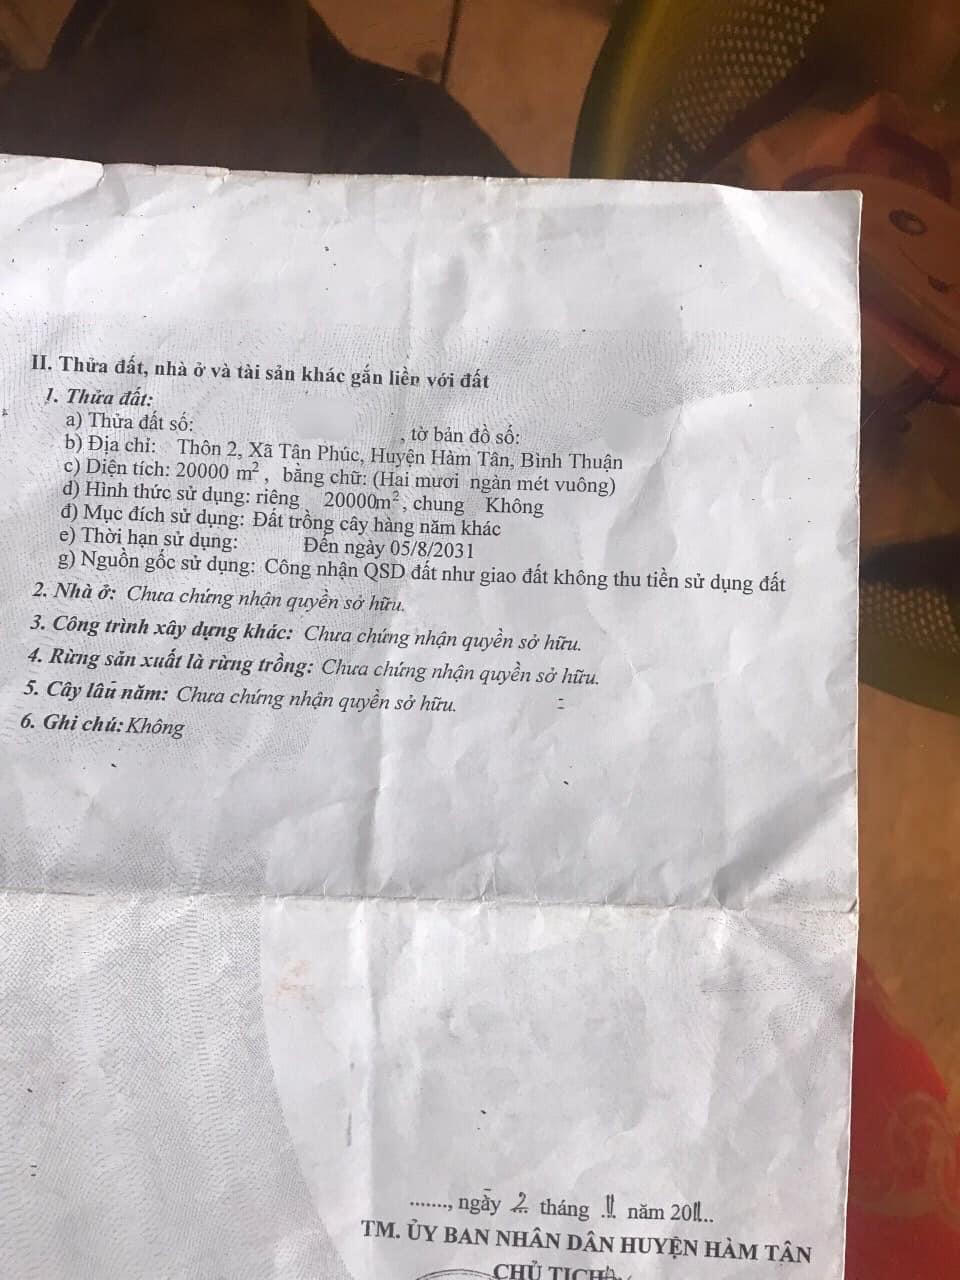 II. Thửa đất, nhà ở và tài sản khác gắn liền với đất
1. Thửa đất:
a) Thửa đất số: , tờ bản đồ số:
b) Địa chỉ: Thôn 2, Xã Tân Phúc, Huyện Hàm Tân, Bình Thuận
c) Diện tích: 20000 m², bằng chữ: (Hai mươi ngàn mét vuông)
d) Hình thức sử dụng: riêng 20000m², chung Không
đ) Mục đích sử dụng: Đất trồng cây hàng năm khác
e) Thời hạn sử dụng: Đến ngày 05/8/2031
g) Nguồn gốc sử dụng: Công nhận QSD đất như giao đất không thu tiền sử dụng đất
2. Nhà ở: Chưa chứng nhận quyền sở hữu.
3. Công trình xây dựng khác: Chưa chứng nhận quyền sở hữu.
4. Rừng sản xuất là rừng trồng: Chưa chứng nhận quyền sở hữu.
5. Cây lâu năm: Chưa chứng nhận quyền sở hữu.
6. Ghi chú: Không
......., ngày 2 tháng 11 năm 2011..
TM. ỦY BAN NHÂN DÂN HUYỆN HÀM TÂN
CHỦ TỊCH